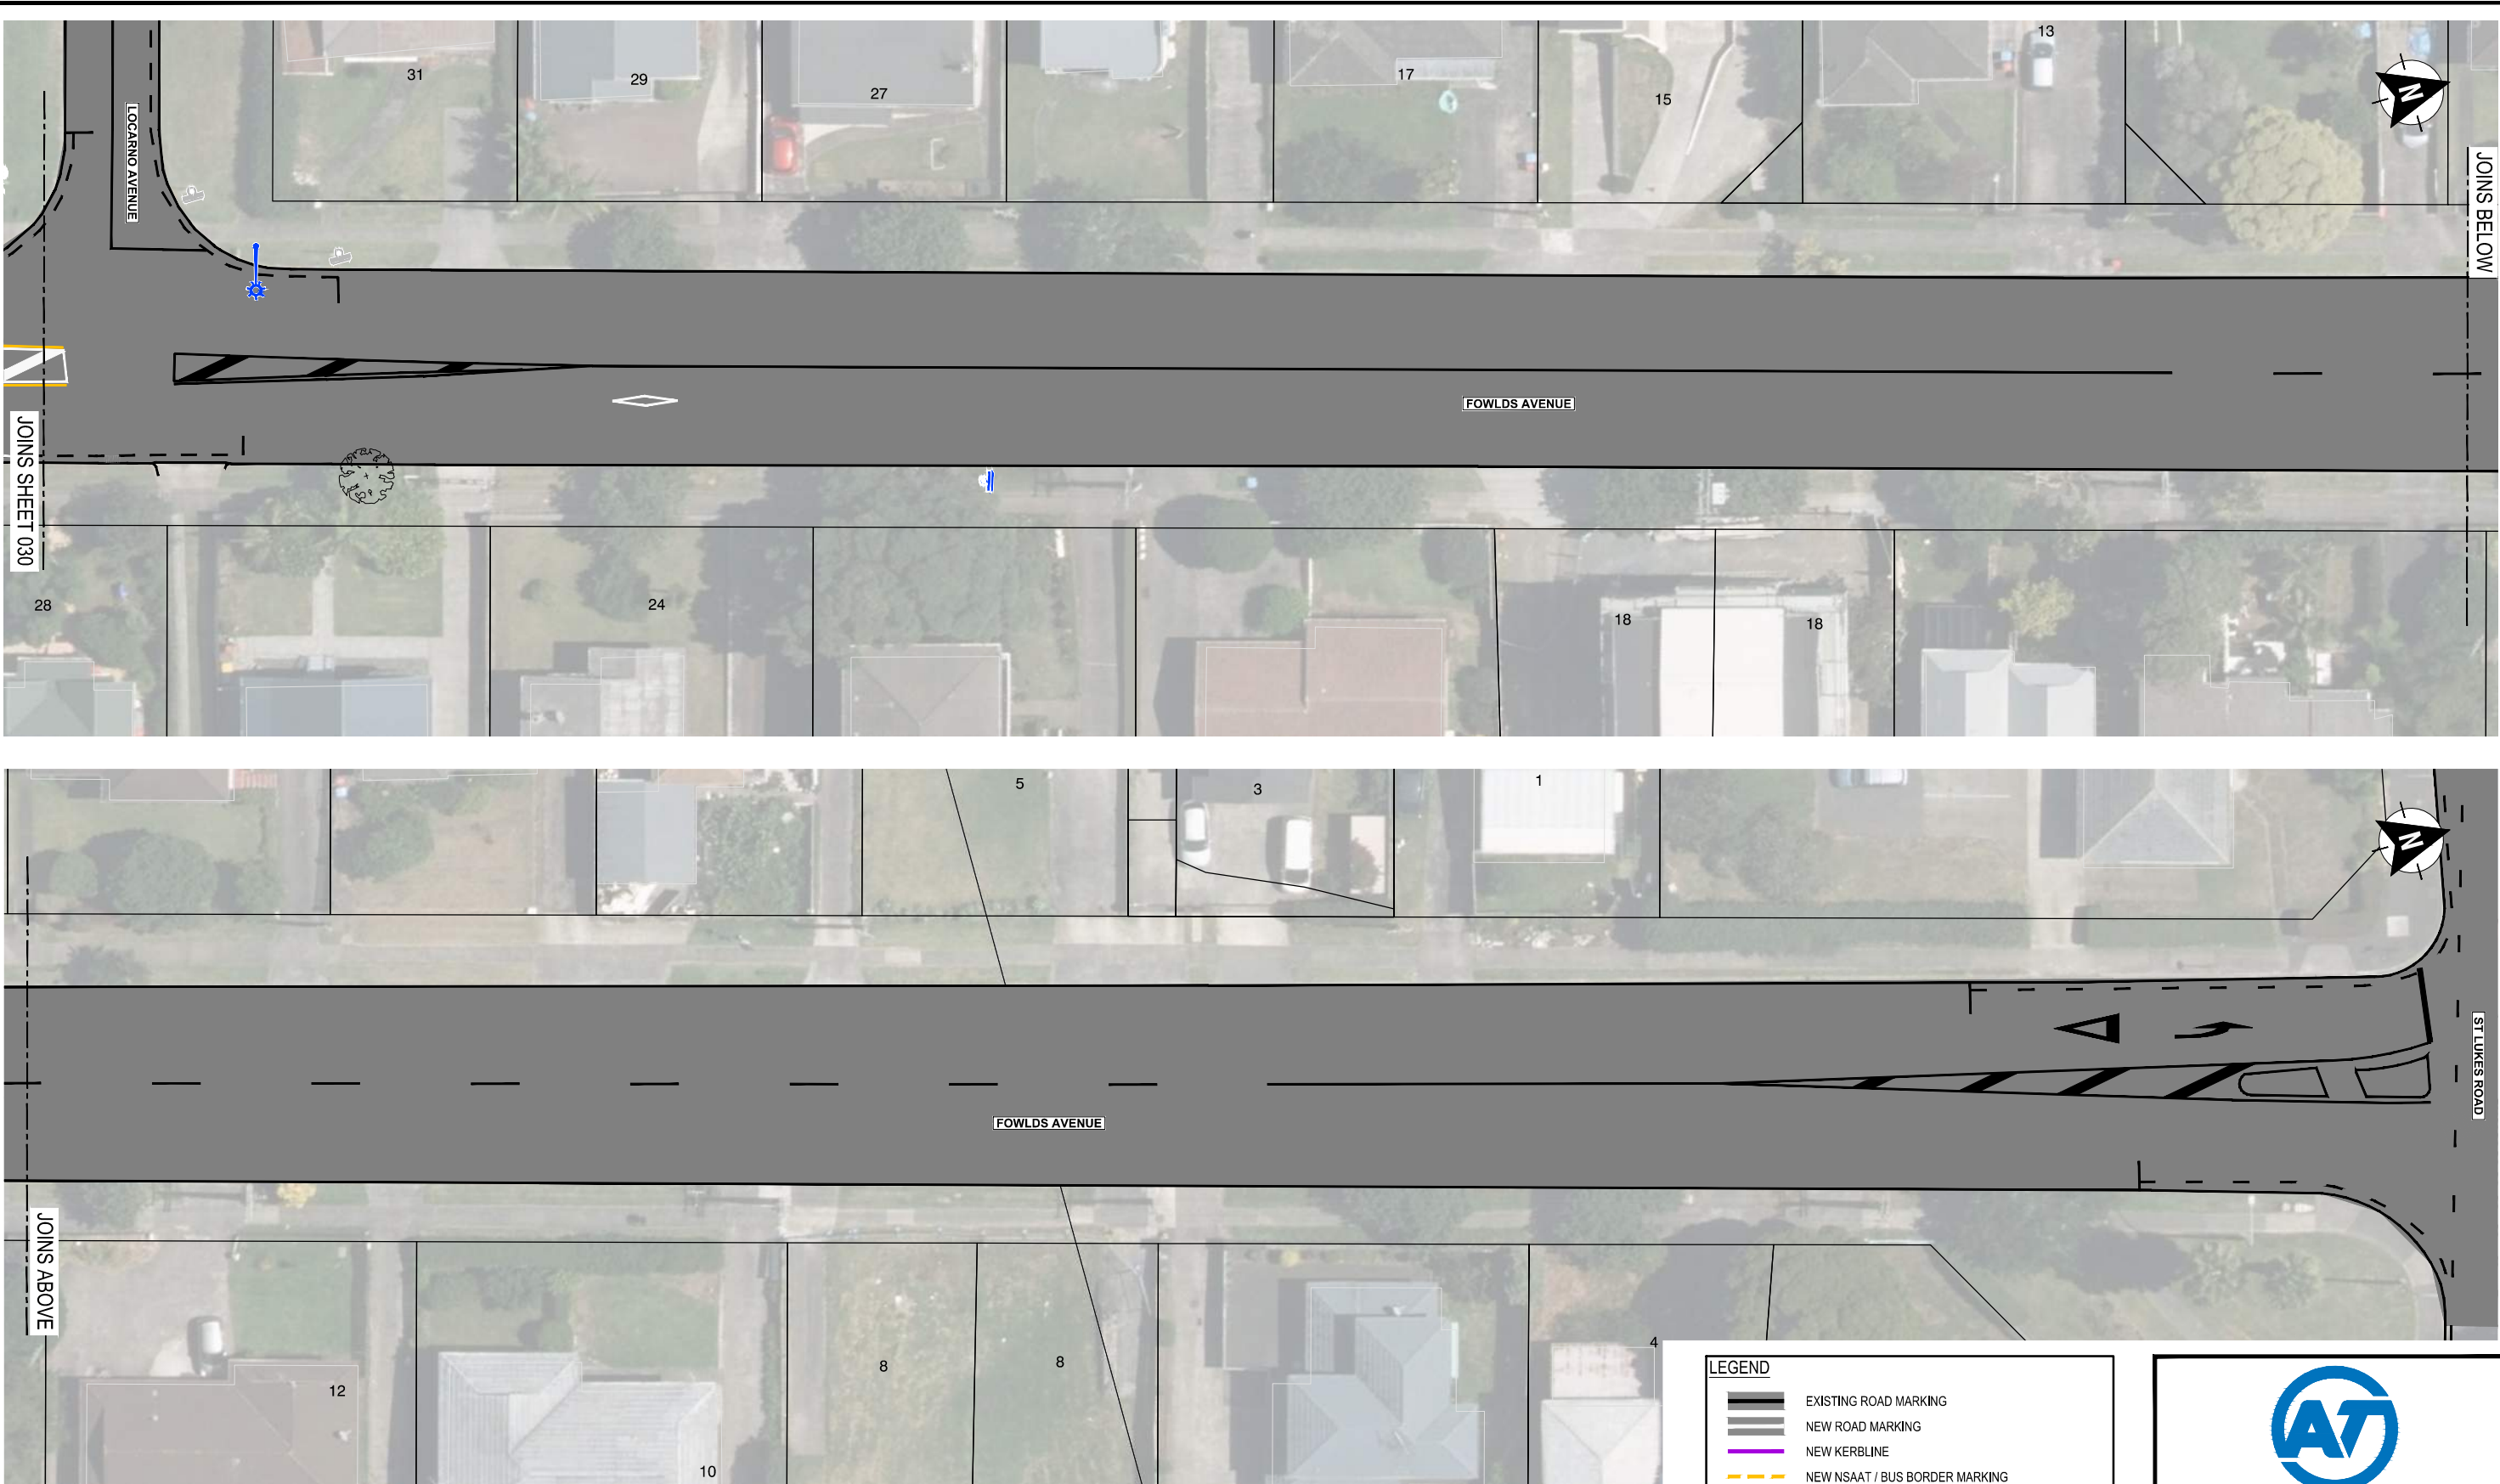 31
29
27
17
15
13
N
LOCARNO AVENUE
JOINS BELOW
FOWLDS AVENUE
JOINS SHEET 030
28
24
18
18
5
3
1
N
ST LUKES ROAD
FOWLDS AVENUE
JOINS ABOVE
12
10
8
8
4
LEGEND
EXISTING ROAD MARKING
NEW ROAD MARKING
NEW KERBLINE
NEW NSAAT / BUS BORDER MARKING
AT